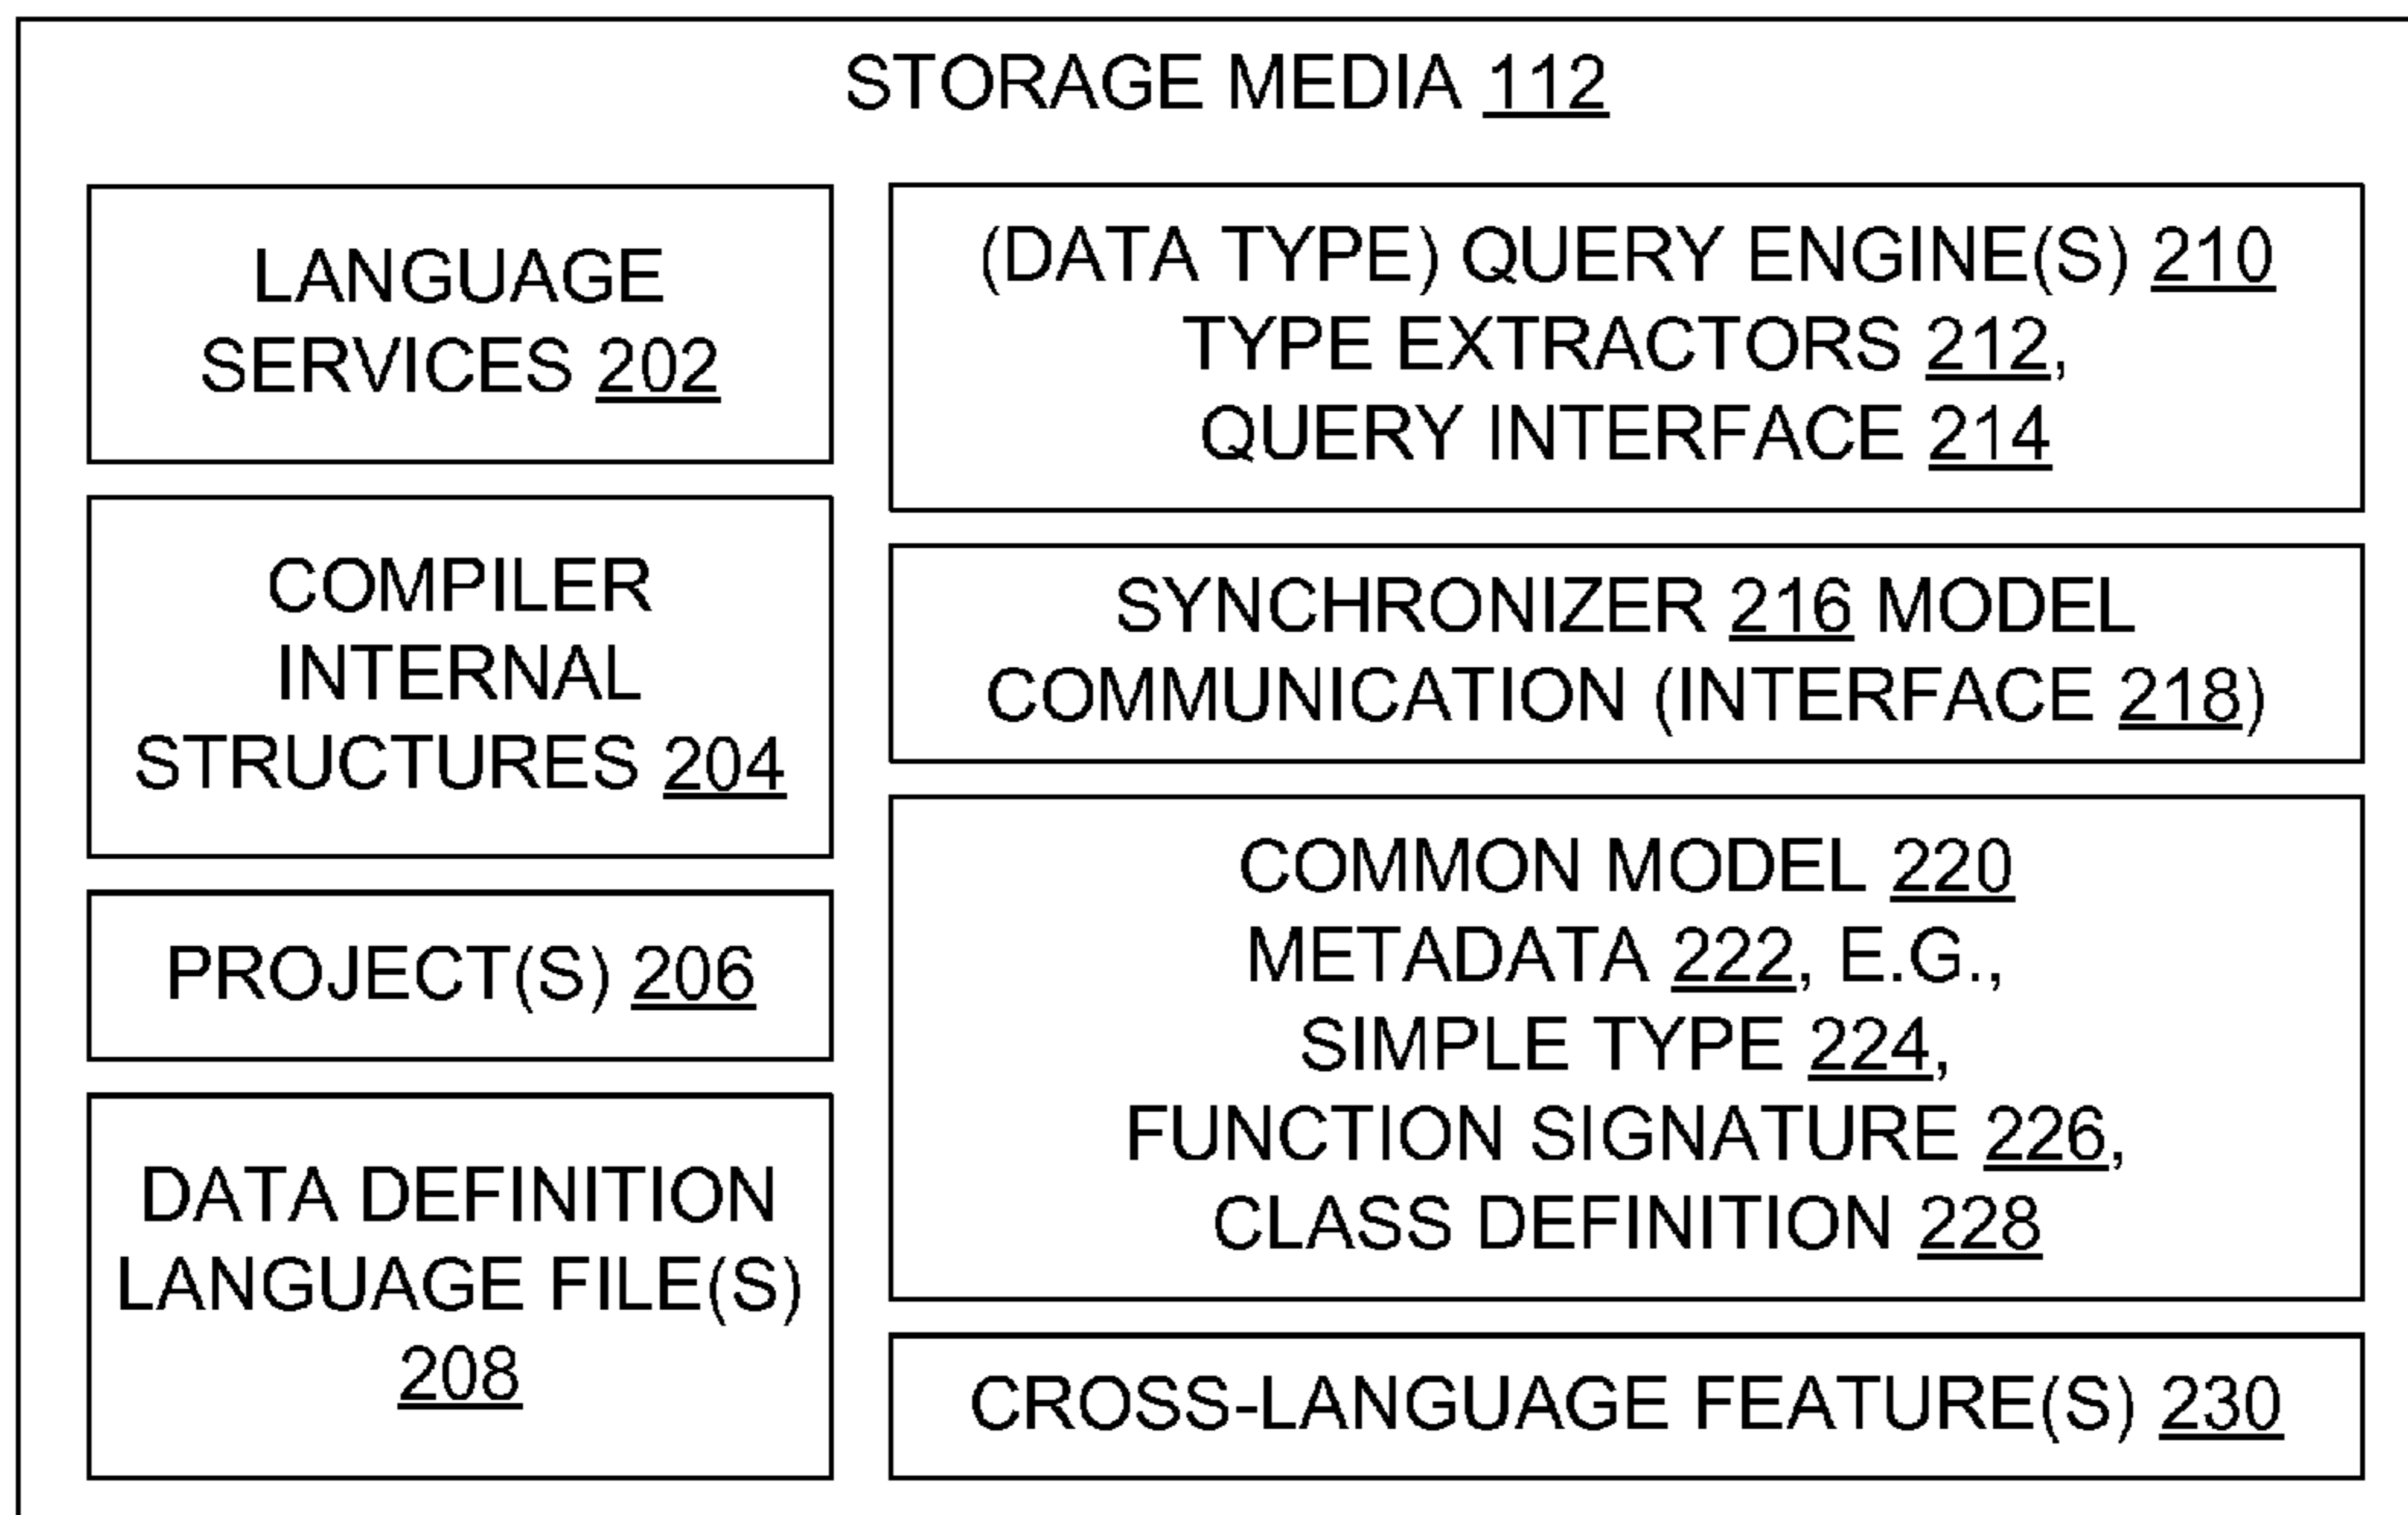 STORAGE MEDIA 112
LANGUAGE
SERVICES 202
COMPILER
INTERNAL
STRUCTURES 204
PROJECT(S) 206
DATA DEFINITION
LANGUAGE FILE(S)
208
(DATA TYPE) QUERY ENGINE(S) 210
TYPE EXTRACTORS 212,
QUERY INTERFACE 214
SYNCHRONIZER 216 MODEL
COMMUNICATION (INTERFACE 218)
COMMON MODEL 220
METADATA 222, E.G.,
SIMPLE TYPE 224,
FUNCTION SIGNATURE 226,
CLASS DEFINITION 228
CROSS-LANGUAGE FEATURE(S) 230